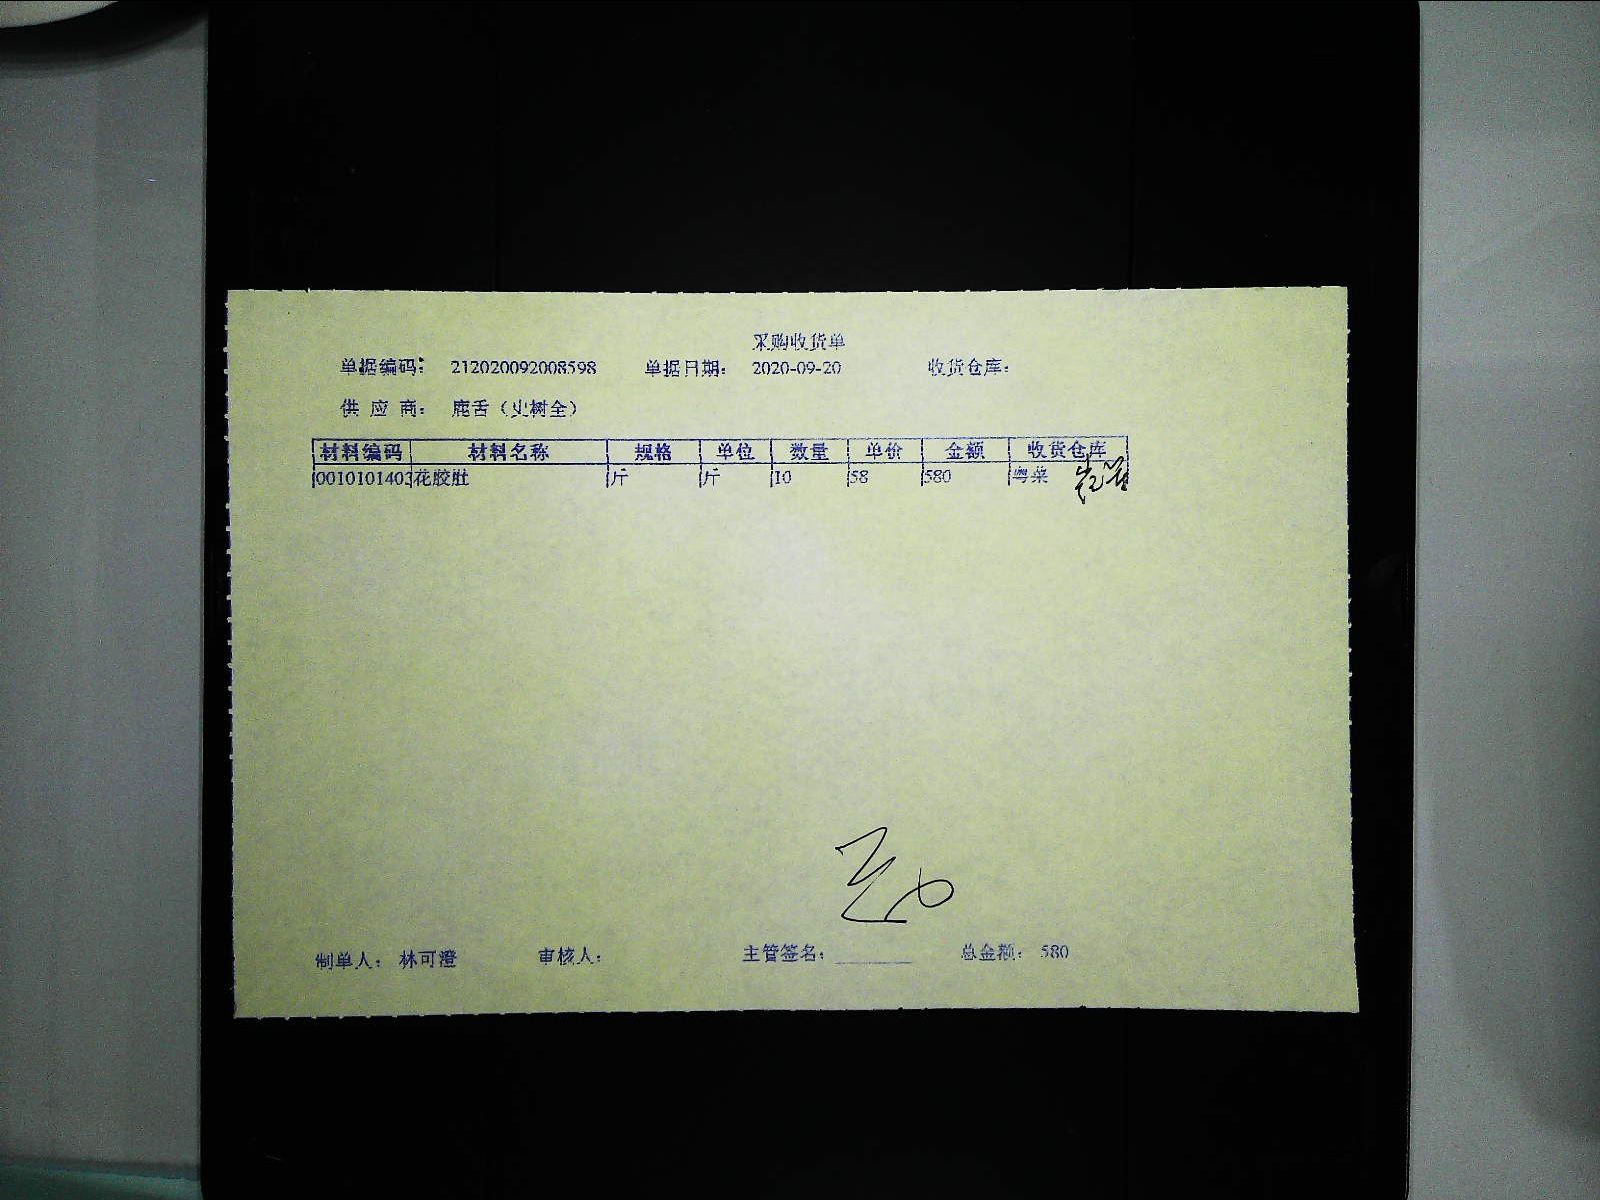 采购收货单
单据编码: 212020092008598 单据日期: 2020-09-20 收货仓库:
供 应 商: 鹿舌（史树全）
材料编码 材料名称 规格 单位 数量 单价 金额 收货仓库
0010101403 花胶肚 斤 斤 10 58 580 粤菜
制单人: 林可澄 审核人: 主管签名: 总金额: 580